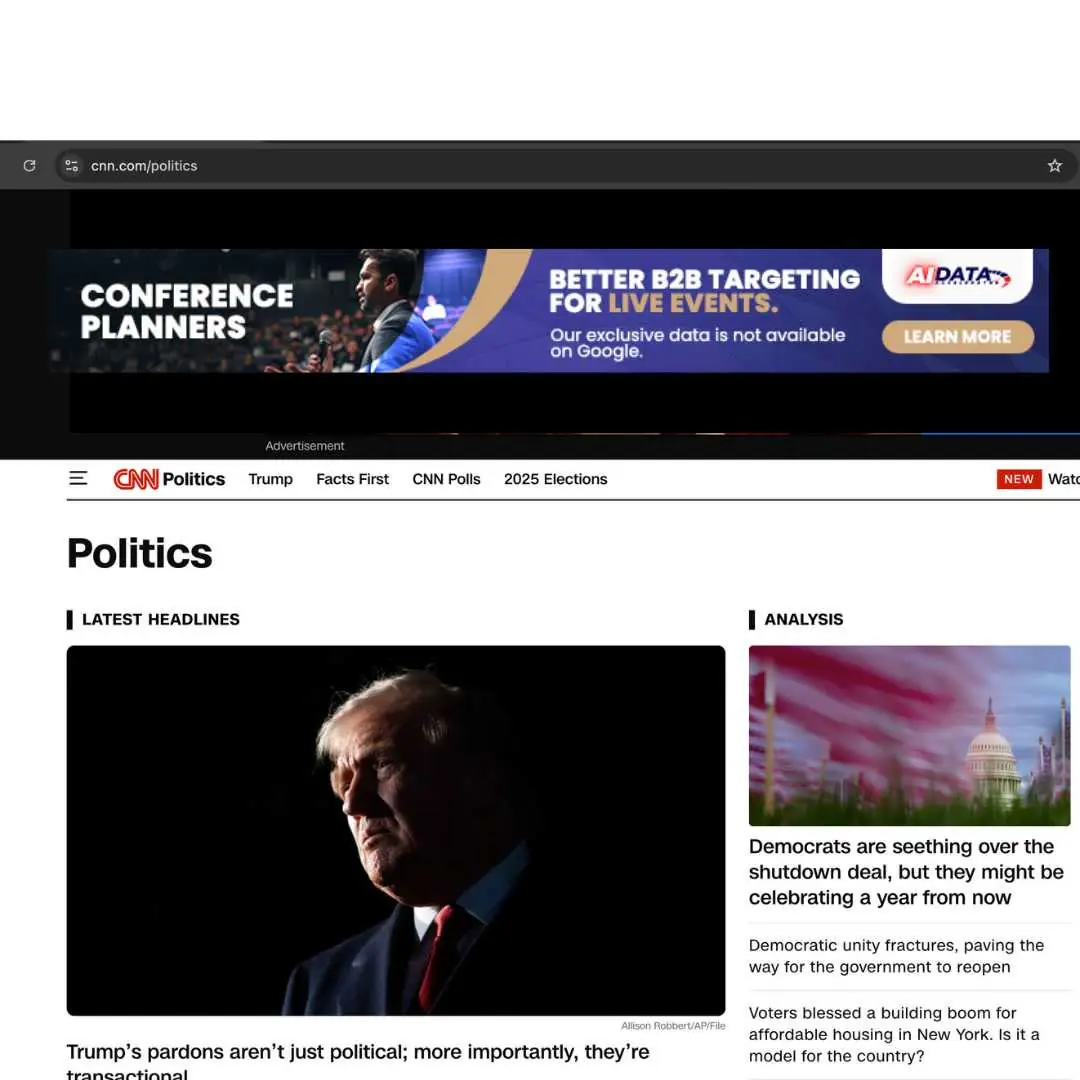 cnn.com/politics
CONFERENCE
PLANNERS
BETTER B2B TARGETING
FOR LIVE EVENTS.
Our exclusive data is not available
on Google.
AI DATA
LEARN MORE
Advertisement
CNN Politics Trump Facts First CNN Polls 2025 Elections NEW Watc
Politics
LATEST HEADLINES
Allison Robbert/AP/File
Trump’s pardons aren’t just political; more importantly, they’re
transactional
ANALYSIS
Democrats are seething over the
shutdown deal, but they might be
celebrating a year from now
Democratic unity fractures, paving the
way for the government to reopen
Voters blessed a building boom for
affordable housing in New York. Is it a
model for the country?